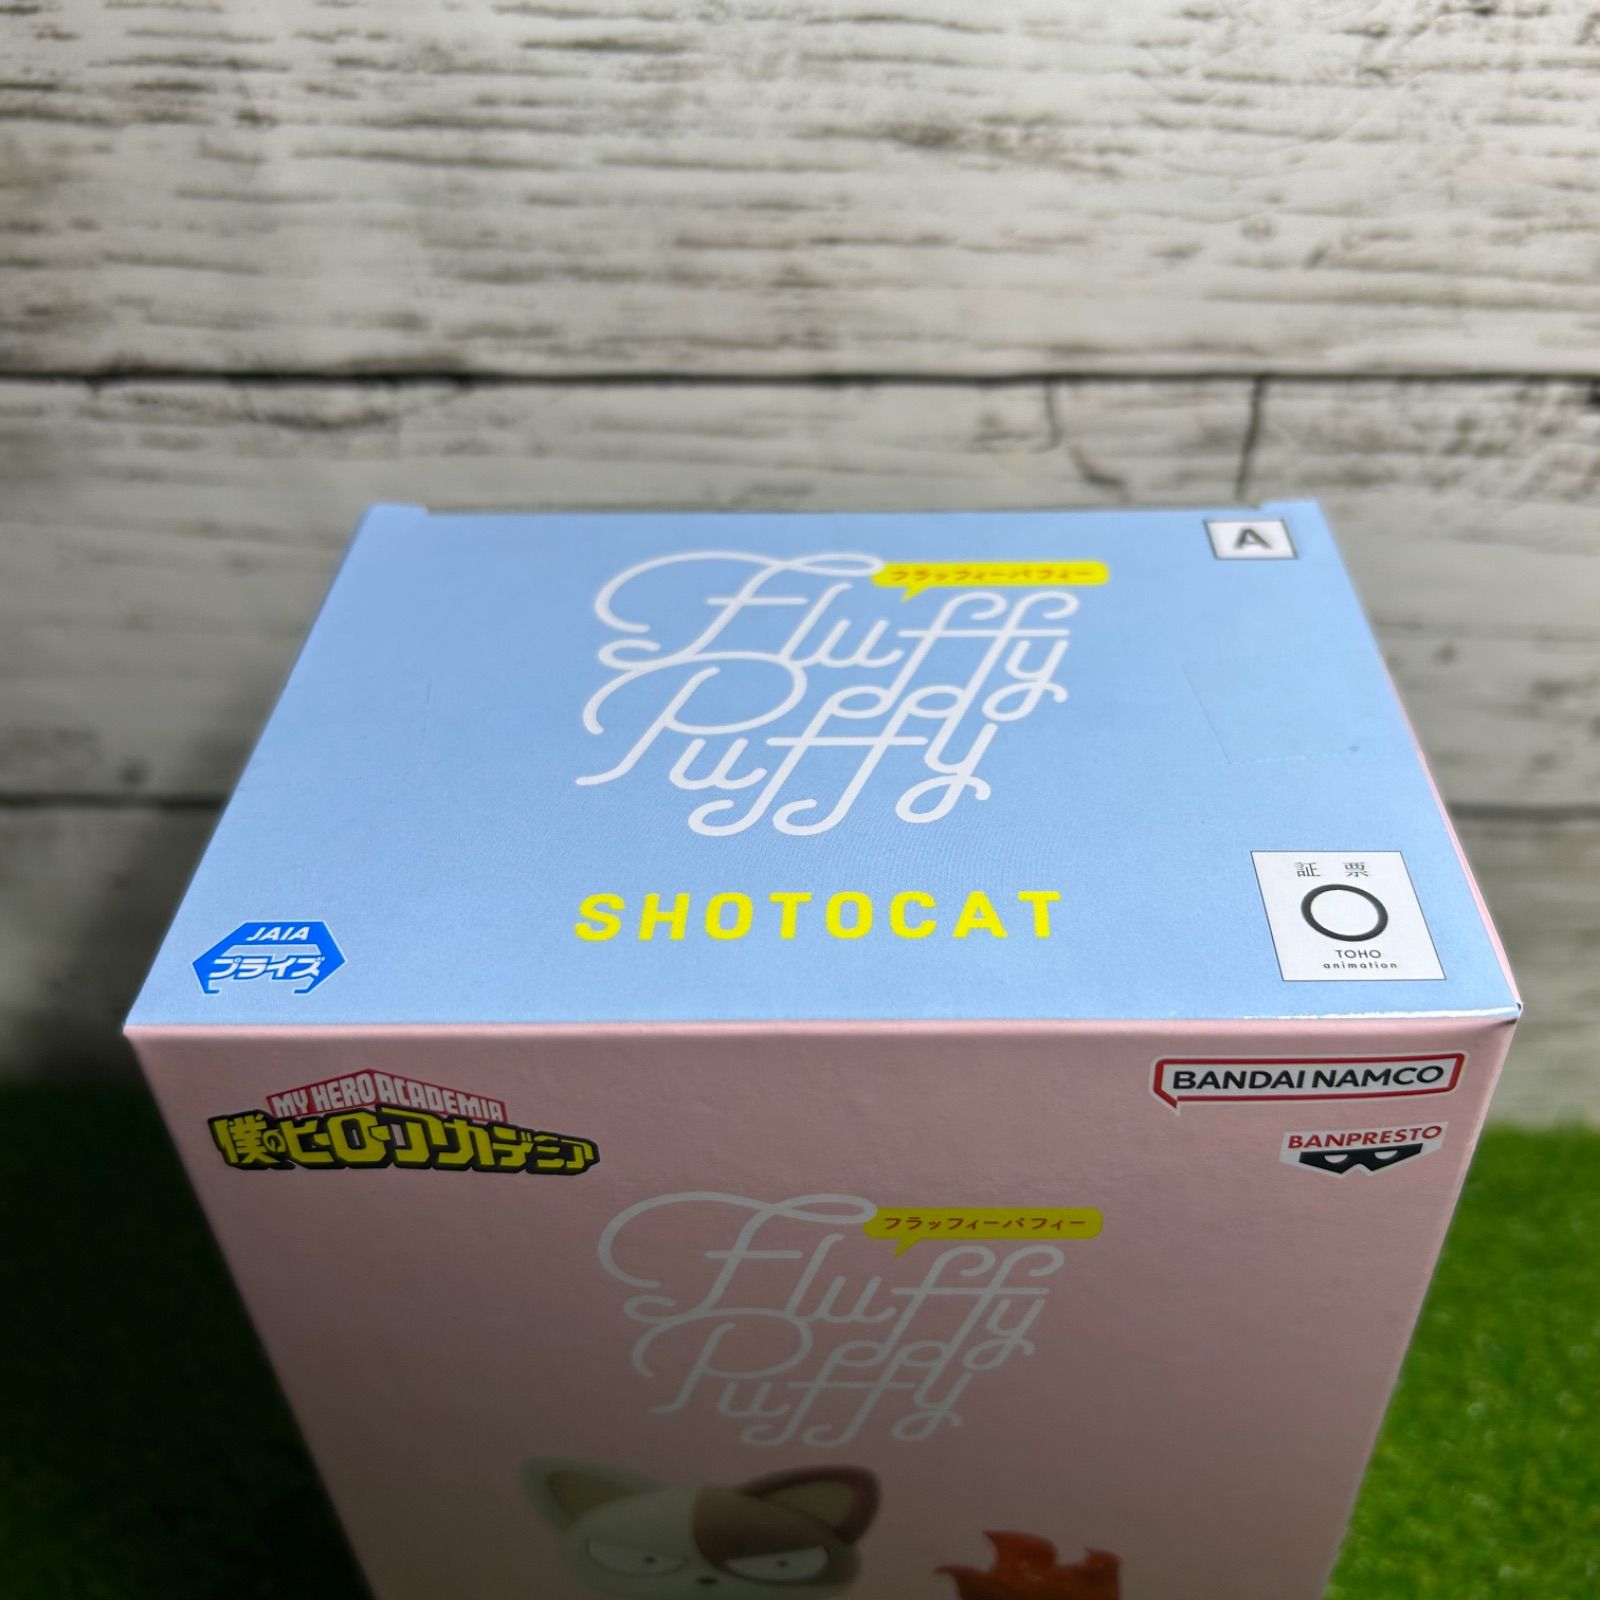 A
フラッフィーパフィー
Fluffy
Puffy
SHOTOCAT
証票
TOHO
animation
JAIA
プライズ
MY HERO ACADEMIA
僕のヒーローアカデミア
BANDAI NAMCO
BANPRESTO
フラッフィーパフィー
Fluffy
Puffy